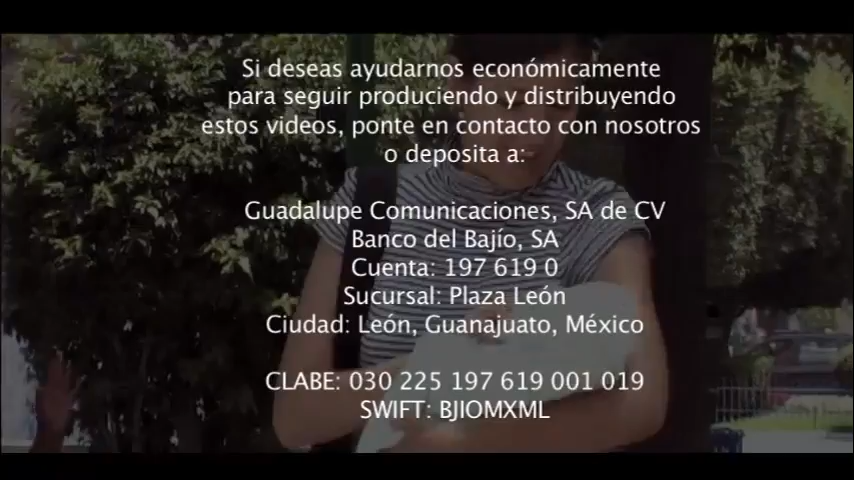 Si deseas ayudarnos económicamente
para seguir produciendo y distribuyendo
estos videos, ponte en contacto con nosotros
o deposita a:
Guadalupe Comunicaciones, SA de CV
Banco del Bajío, SA
Cuenta: 197 619 0
Sucursal: Plaza León
Ciudad: León, Guanajuato, México
CLABE: 030 225 197 619 001 019
SWIFT: BJIOMXML